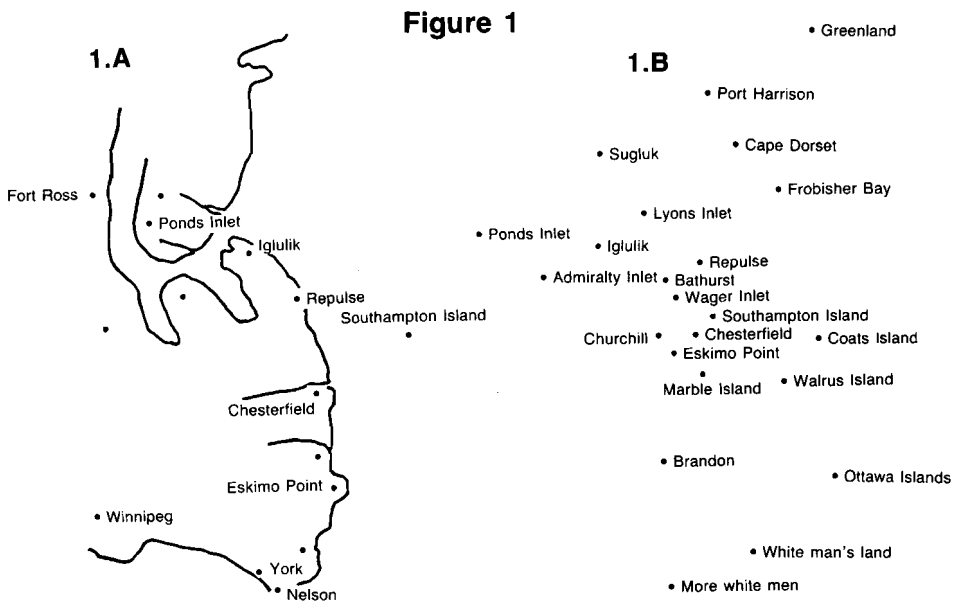 Figure 1
1.A
Fort Ross
Ponds Inlet
Iglulik
Repulse
Southampton Island
Chesterfield
Eskimo Point
Winnipeg
York
Nelson
1.B
Greenland
Port Harrison
Cape Dorset
Sugluk
Frobisher Bay
Lyons Inlet
Ponds Inlet
Iglulik
Repulse
Admiralty Inlet
Bathurst
Wager Inlet
Southampton Island
Churchill
Chesterfield
Coats Island
Eskimo Point
Marble Island
Walrus Island
Brandon
Ottawa Islands
White man's land
More white men